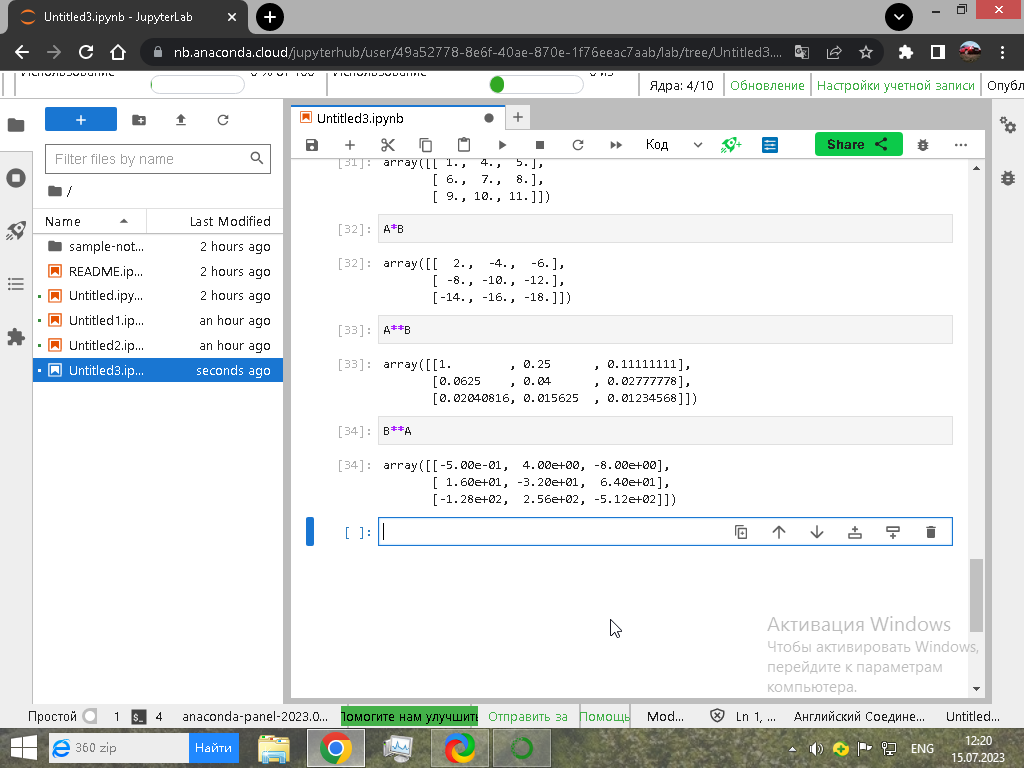 Untitled3.ipynb - JupyterLab
nb.anaconda.cloud/jupyterhub/user/49a52778-8e6f-40ae-870e-1f76eeac7aab/lab/tree/Untitled3....
Использование
0 % от 100
Использование
0 из
Ядра: 4/10
Обновление
Настройки учетной записи
Опубл
Filter files by name
/
Name
Last Modified
sample-not... 2 hours ago
README.ip... 2 hours ago
Untitled.ipy... 2 hours ago
Untitled1.ip... an hour ago
Untitled2.ip... an hour ago
Untitled3.ip... seconds ago
Untitled3.ipynb
Код
Share
[31]: array([[ 1., 4., 5.],
[ 6., 7., 8.],
[ 9., 10., 11.]])
[32]: A*B
[32]: array([[ 2., -4., -6.],
[ -8., -10., -12.],
[-14., -16., -18.]])
[33]: A**B
[33]: array([[1. , 0.25 , 0.11111111],
[0.0625 , 0.04 , 0.02777778],
[0.02040816, 0.015625 , 0.01234568]])
[34]: B**A
[34]: array([[-5.00e-01, 4.00e+00, -8.00e+00],
[ 1.60e+01, -3.20e+01, 6.40e+01],
[-1.28e+02, 2.56e+02, -5.12e+02]])
[ ]:
Активация Windows
Чтобы активировать Windows,
перейдите к параметрам
компьютера.
Простой
1
4
anaconda-panel-2023.0...
Помогите нам улучшить
Отправить за
Помощь
Mod...
Ln 1, ...
Английский Соедине...
Untitled...
360 zip
Найти
ENG
12:20
15.07.2023